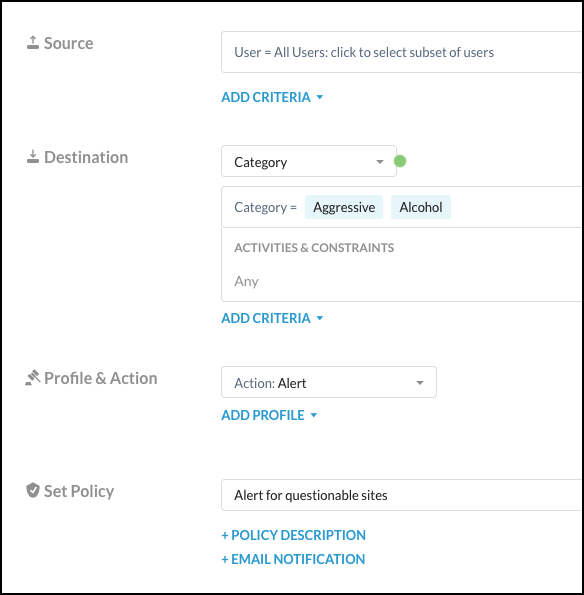 Source
User = All Users: click to select subset of users
ADD CRITERIA
Destination
Category
Category = Aggressive Alcohol
ACTIVITIES & CONSTRAINTS
Any
ADD CRITERIA
Profile & Action
Action: Alert
ADD PROFILE
Set Policy
Alert for questionable sites
+ POLICY DESCRIPTION
+ EMAIL NOTIFICATION